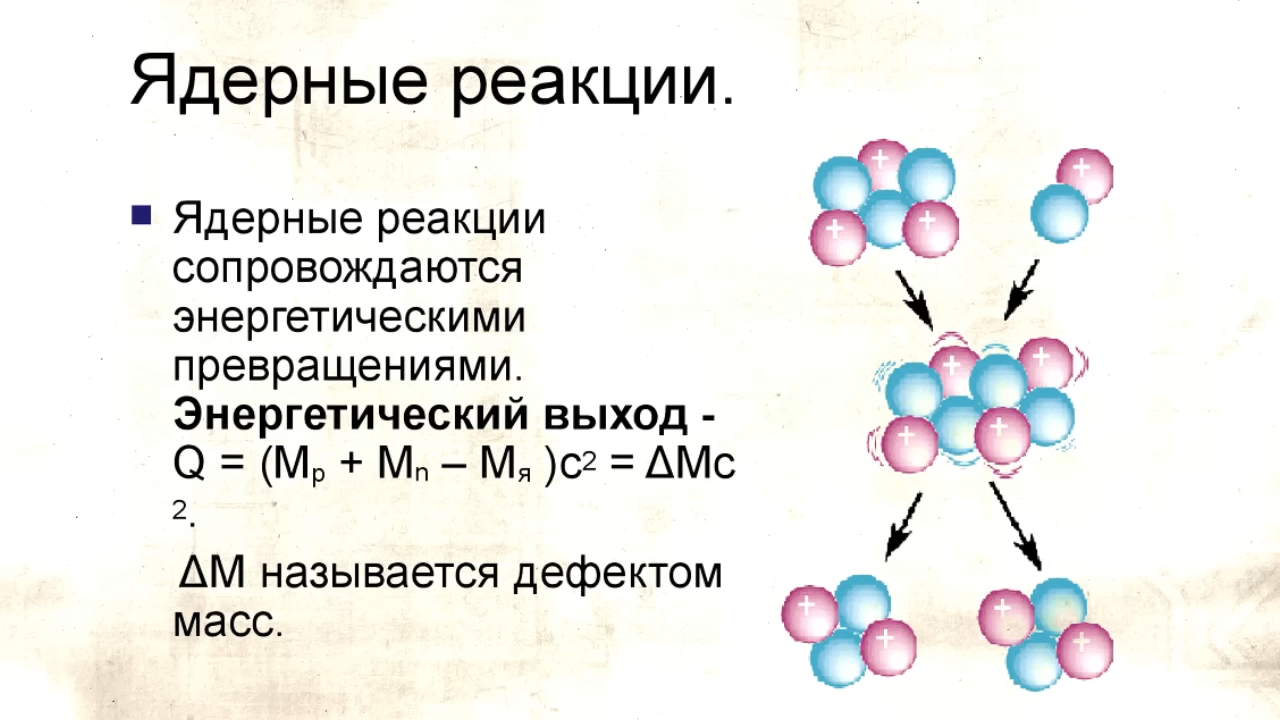 Ядерные реакции.
Ядерные реакции
сопровождаются
энергетическими
превращениями.
Энергетический выход -
Q = (Mp + Mn – Mя )c2 = ΔMc
2.
ΔM называется дефектом
масс.
+ + + +
+ + + +
+ + + +